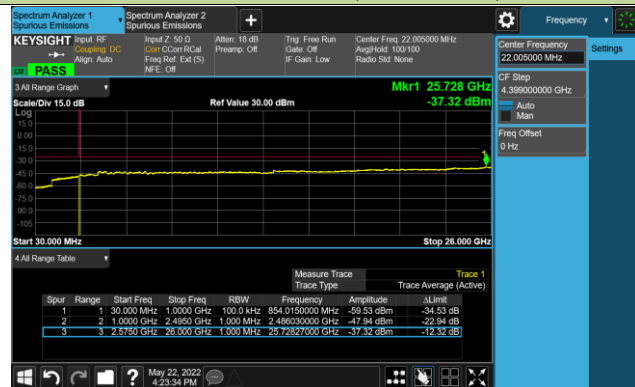 Spectrum Analyzer 1
Spurious Emissions
Spectrum Analyzer 2
Spurious Emissions
Frequency
KEYSIGHT
Input: RF
Coupling: DC
Align: Auto
Input Z: 50 Ω
Corr CCorr RCal
Freq Ref: Ext (S)
NFE: Off
Atten: 18 dB
Preamp: Off
Trig: Free Run
Gate: Off
IF Gain: Low
Center Freq: 22.005000 MHz
Avg|Hold: 100/100
Radio Std: None
PASS
Center Frequency
22.005000 MHz
Settings
CF Step
4.399000000 GHz
Auto
Man
Freq Offset
0 Hz
3 All Range Graph
Mkr1 25.728 GHz
Scale/Div 15.0 dB
Ref Value 30.00 dBm
-37.32 dBm
Log
15.0
0.00
-15.0
-30.0
-45.0
-60.0
-75.0
-90.0
-105
1
Start 30.000 MHz
Stop 26.000 GHz
4 All Range Table
Measure Trace Trace 1
Trace Type Trace Average (Active)
Spur Range Start Freq Stop Freq RBW Frequency Amplitude ΔLimit
1 1 30.000 MHz 1.0000 GHz 100.0 kHz 854.0150000 MHz -59.53 dBm -34.53 dB
2 2 1.0000 GHz 2.4950 GHz 1.000 MHz 2.486030000 GHz -47.94 dBm -22.94 dB
3 3 2.5750 GHz 26.000 GHz 1.000 MHz 25.72827000 GHz -37.32 dBm -12.32 dB
May 22, 2022
4:23:34 PM